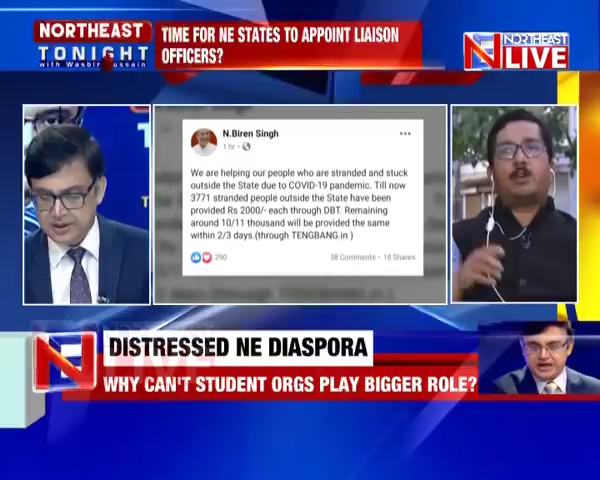 NORTHEAST
TONIGHT
with Wasbir Hussain
TIME FOR NE STATES TO APPOINT LIAISON
OFFICERS?
NORTHEAST
LIVE
N.Biren Singh
1 hr
We are helping our people who are stranded and stuck
outside the State due to COVID-19 pandemic. Till now
3771 stranded people outside the State have been
provided Rs 2000/- each through DBT. Remaining
around 10/11 thousand will be provided the same
within 2/3 days.(through TENGBANG.in )
290
38 Comments · 18 Shares
DISTRESSED NE DIASPORA
WHY CAN'T STUDENT ORGS PLAY BIGGER ROLE?